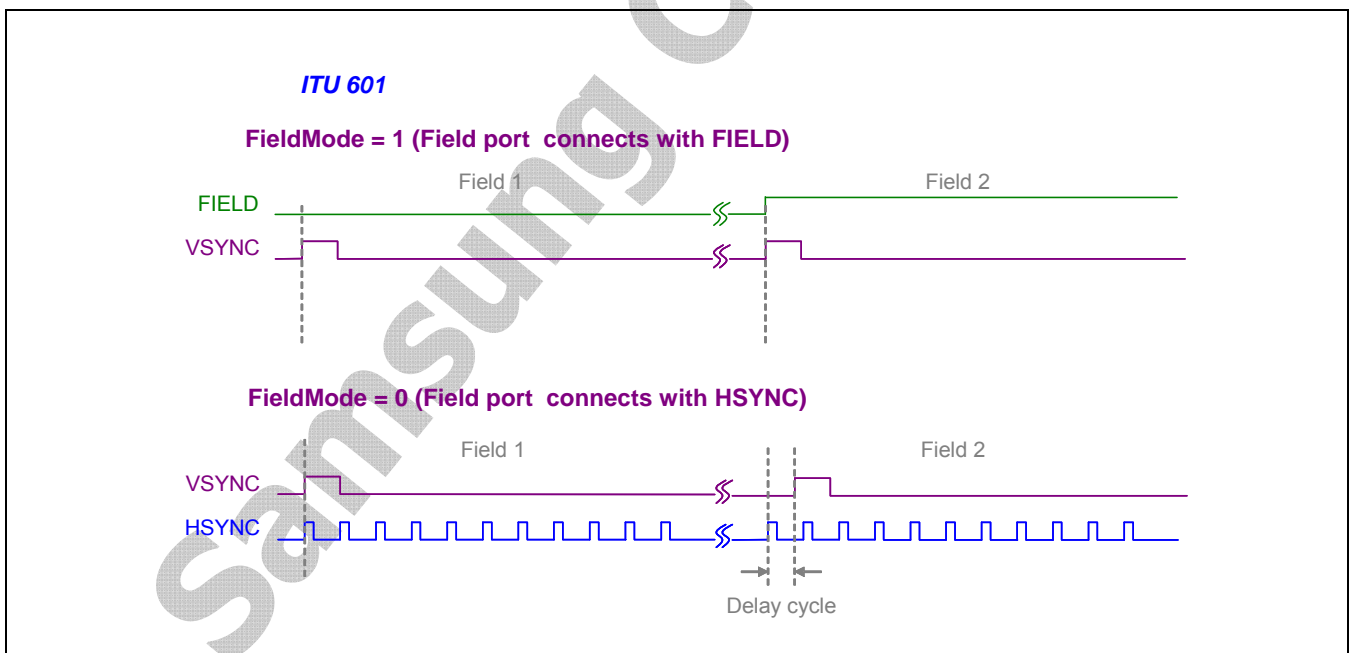 ITU 601
FieldMode = 1 (Field port connects with FIELD)
Field 1
Field 2
FIELD
VSYNC
FieldMode = 0 (Field port connects with HSYNC)
Field 1
Field 2
VSYNC
HSYNC
Delay cycle
Samsung